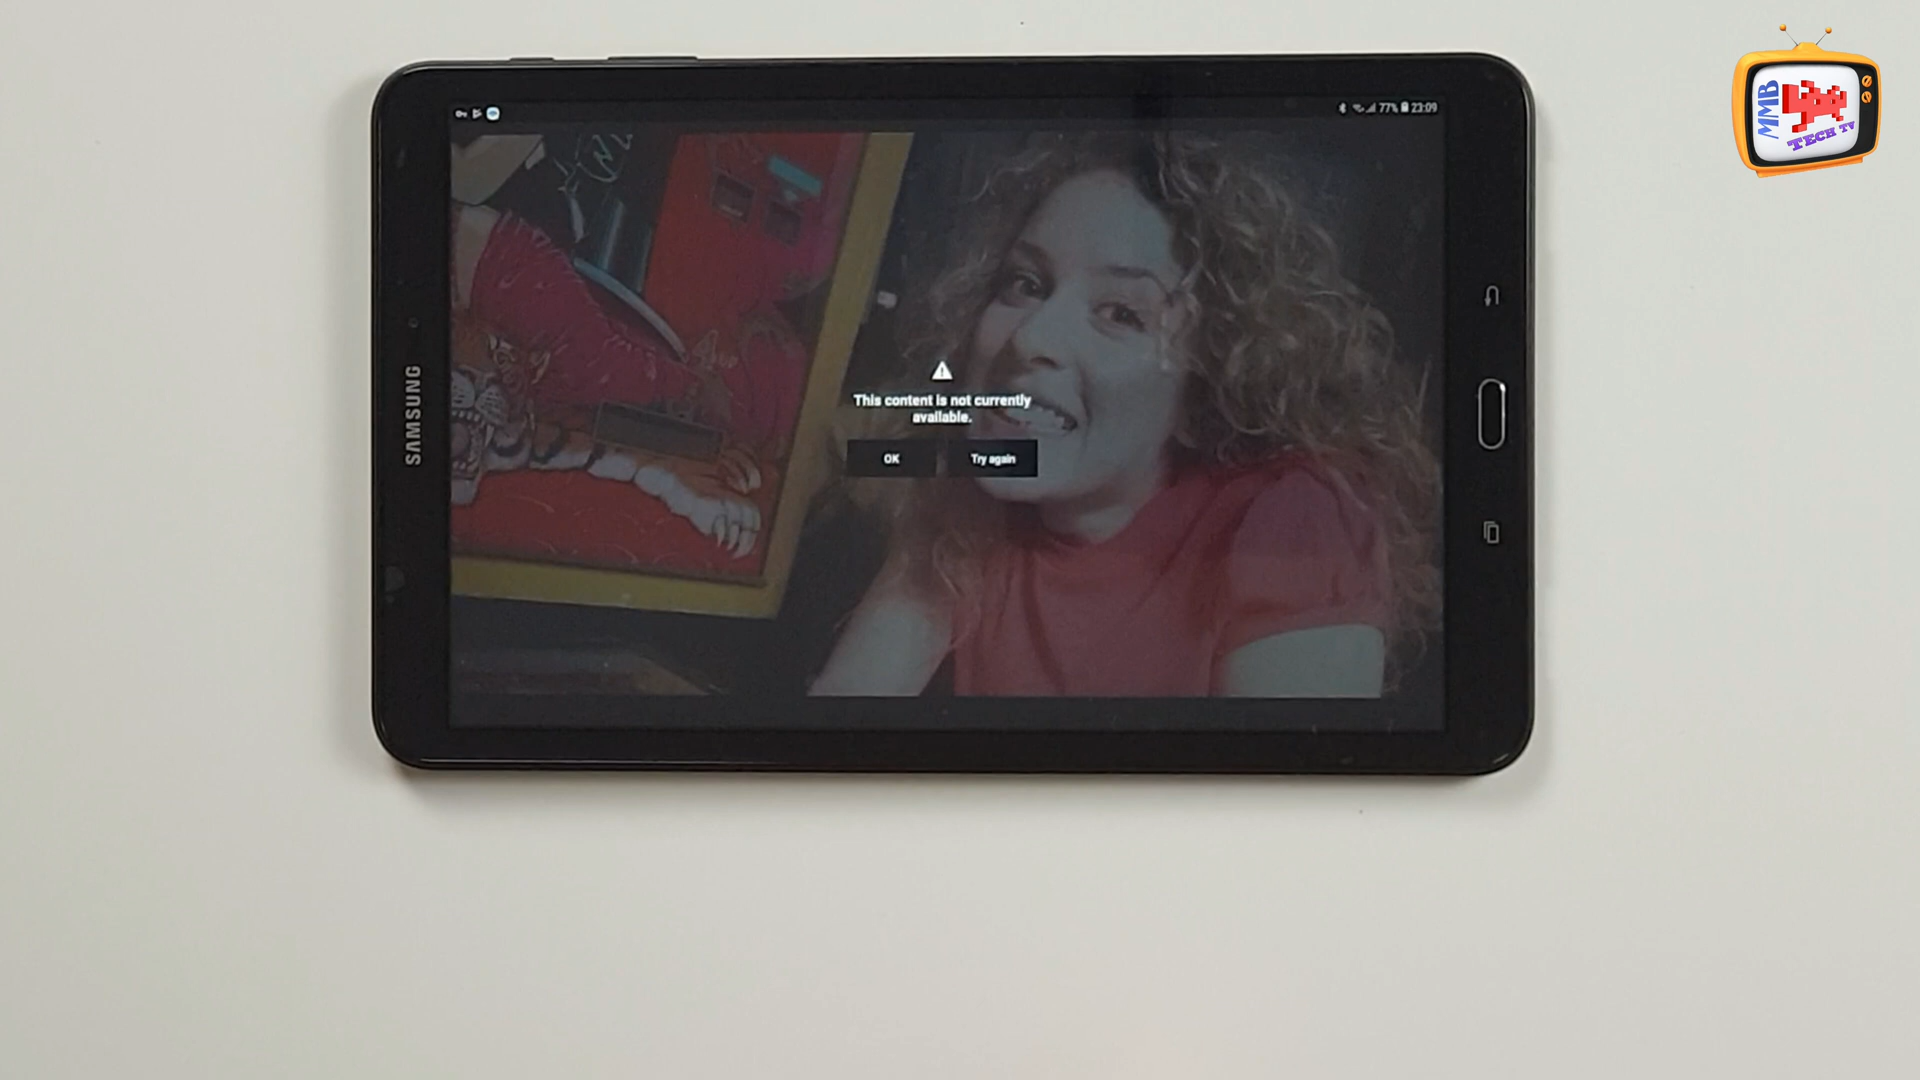 77% 23:09
This content is not currently
available.
OK
Try again
SAMSUNG
MMB
TECH TV